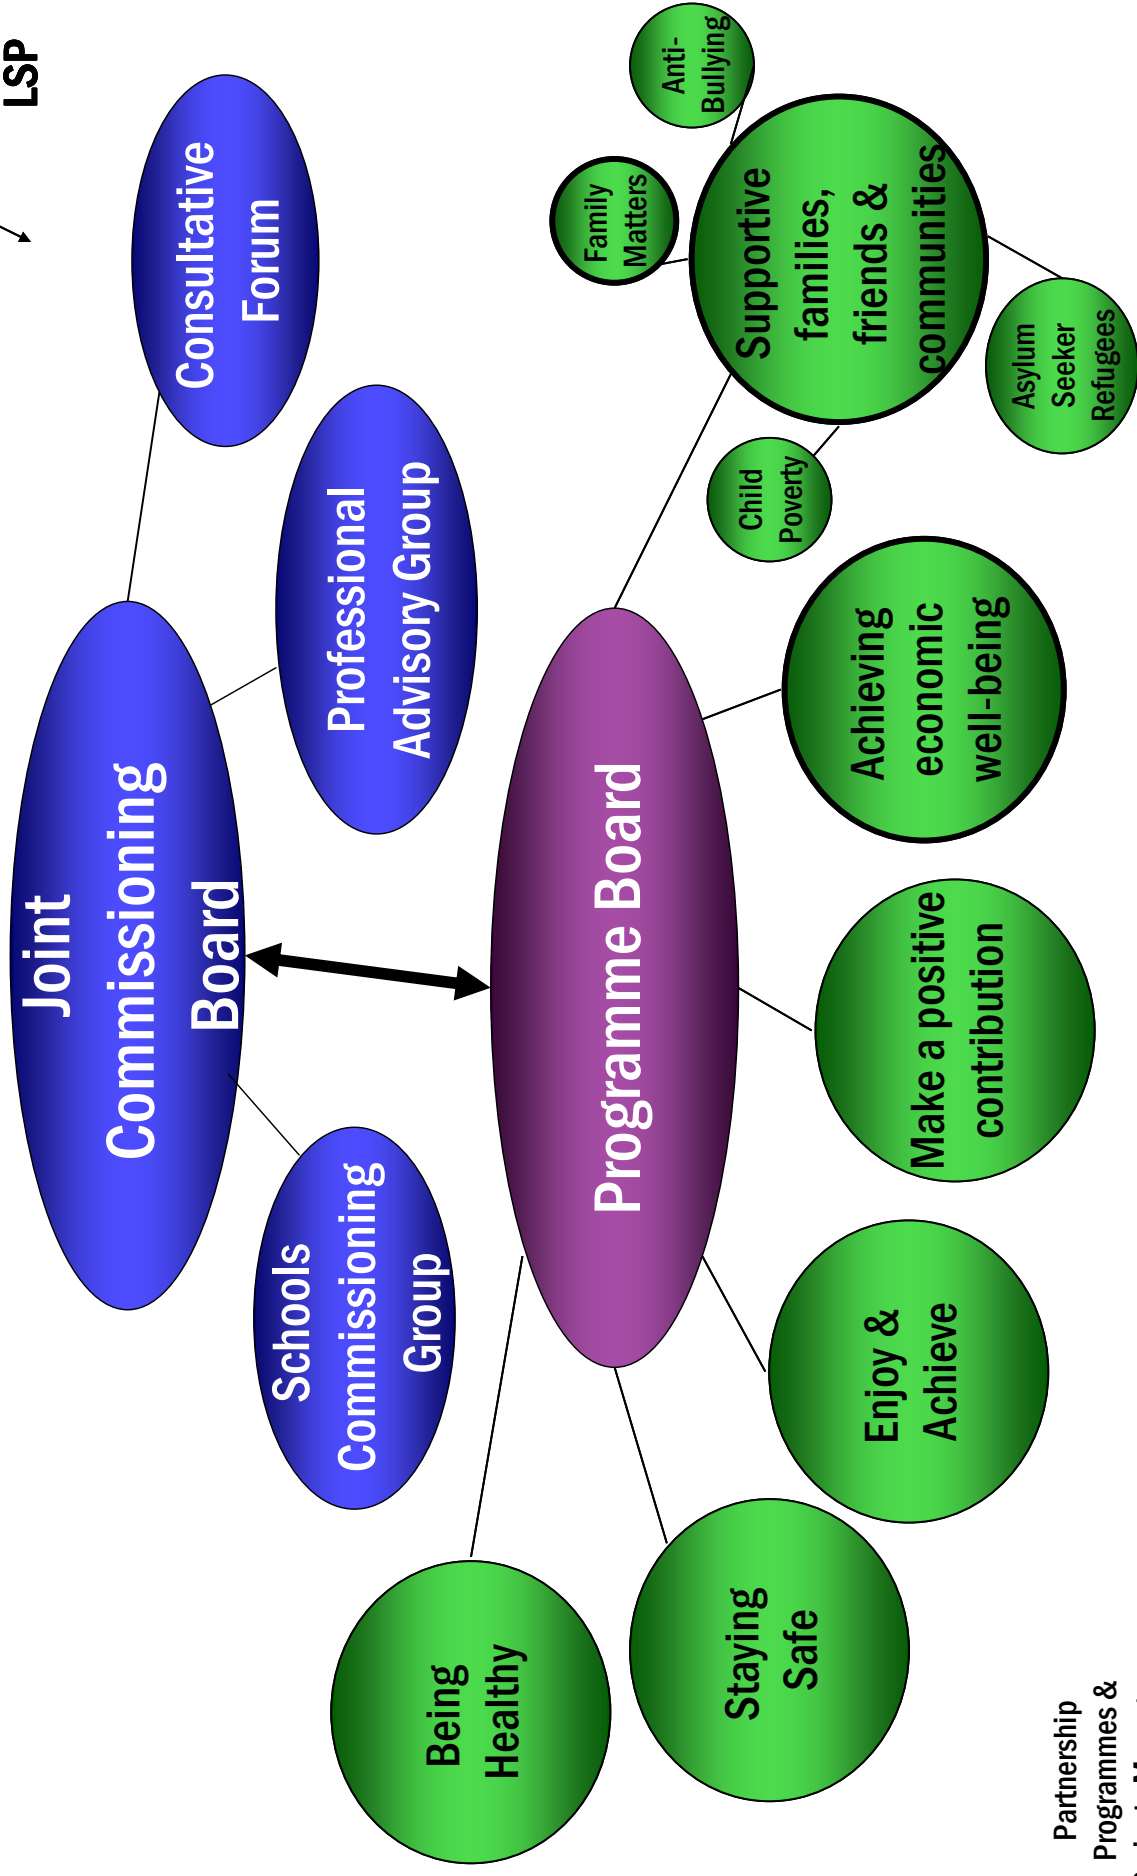 LSP
Joint
Commissioning
Board
Consultative
Forum
Professional
Advisory Group
Schools
Commissioning
Group
Programme Board
Being
Healthy
Staying
Safe
Enjoy &
Achieve
Make a positive
contribution
Achieving
economic
well-being
Supportive
families,
friends &
communities
Child
Poverty
Family
Matters
Anti-
Bullying
Asylum
Seeker
Refugees
Partnership
Programmes &